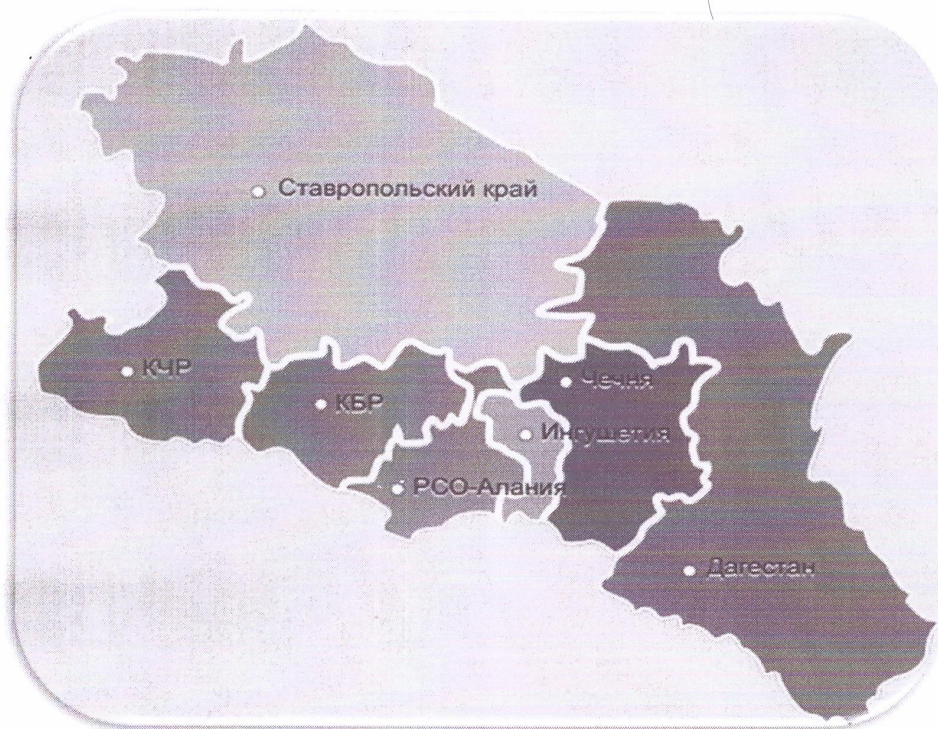 Ставропольский край
КЧР
Чечня
КБР
Ингушетия
РСО-Алания
Дагестан